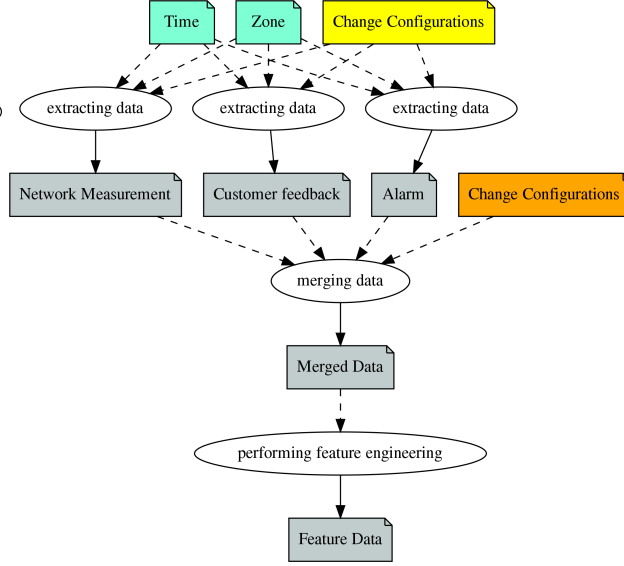 Time
Zone
Change Configurations
extracting data
extracting data
extracting data
Network Measurement
Customer feedback
Alarm
Change Configurations
merging data
Merged Data
performing feature engineering
Feature Data